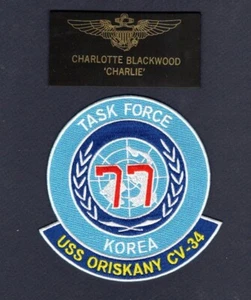 CHARLOTTE BLACKWOOD
'CHARLIE'
TASK FORCE
77
KOREA
USS ORISKANY CV-34